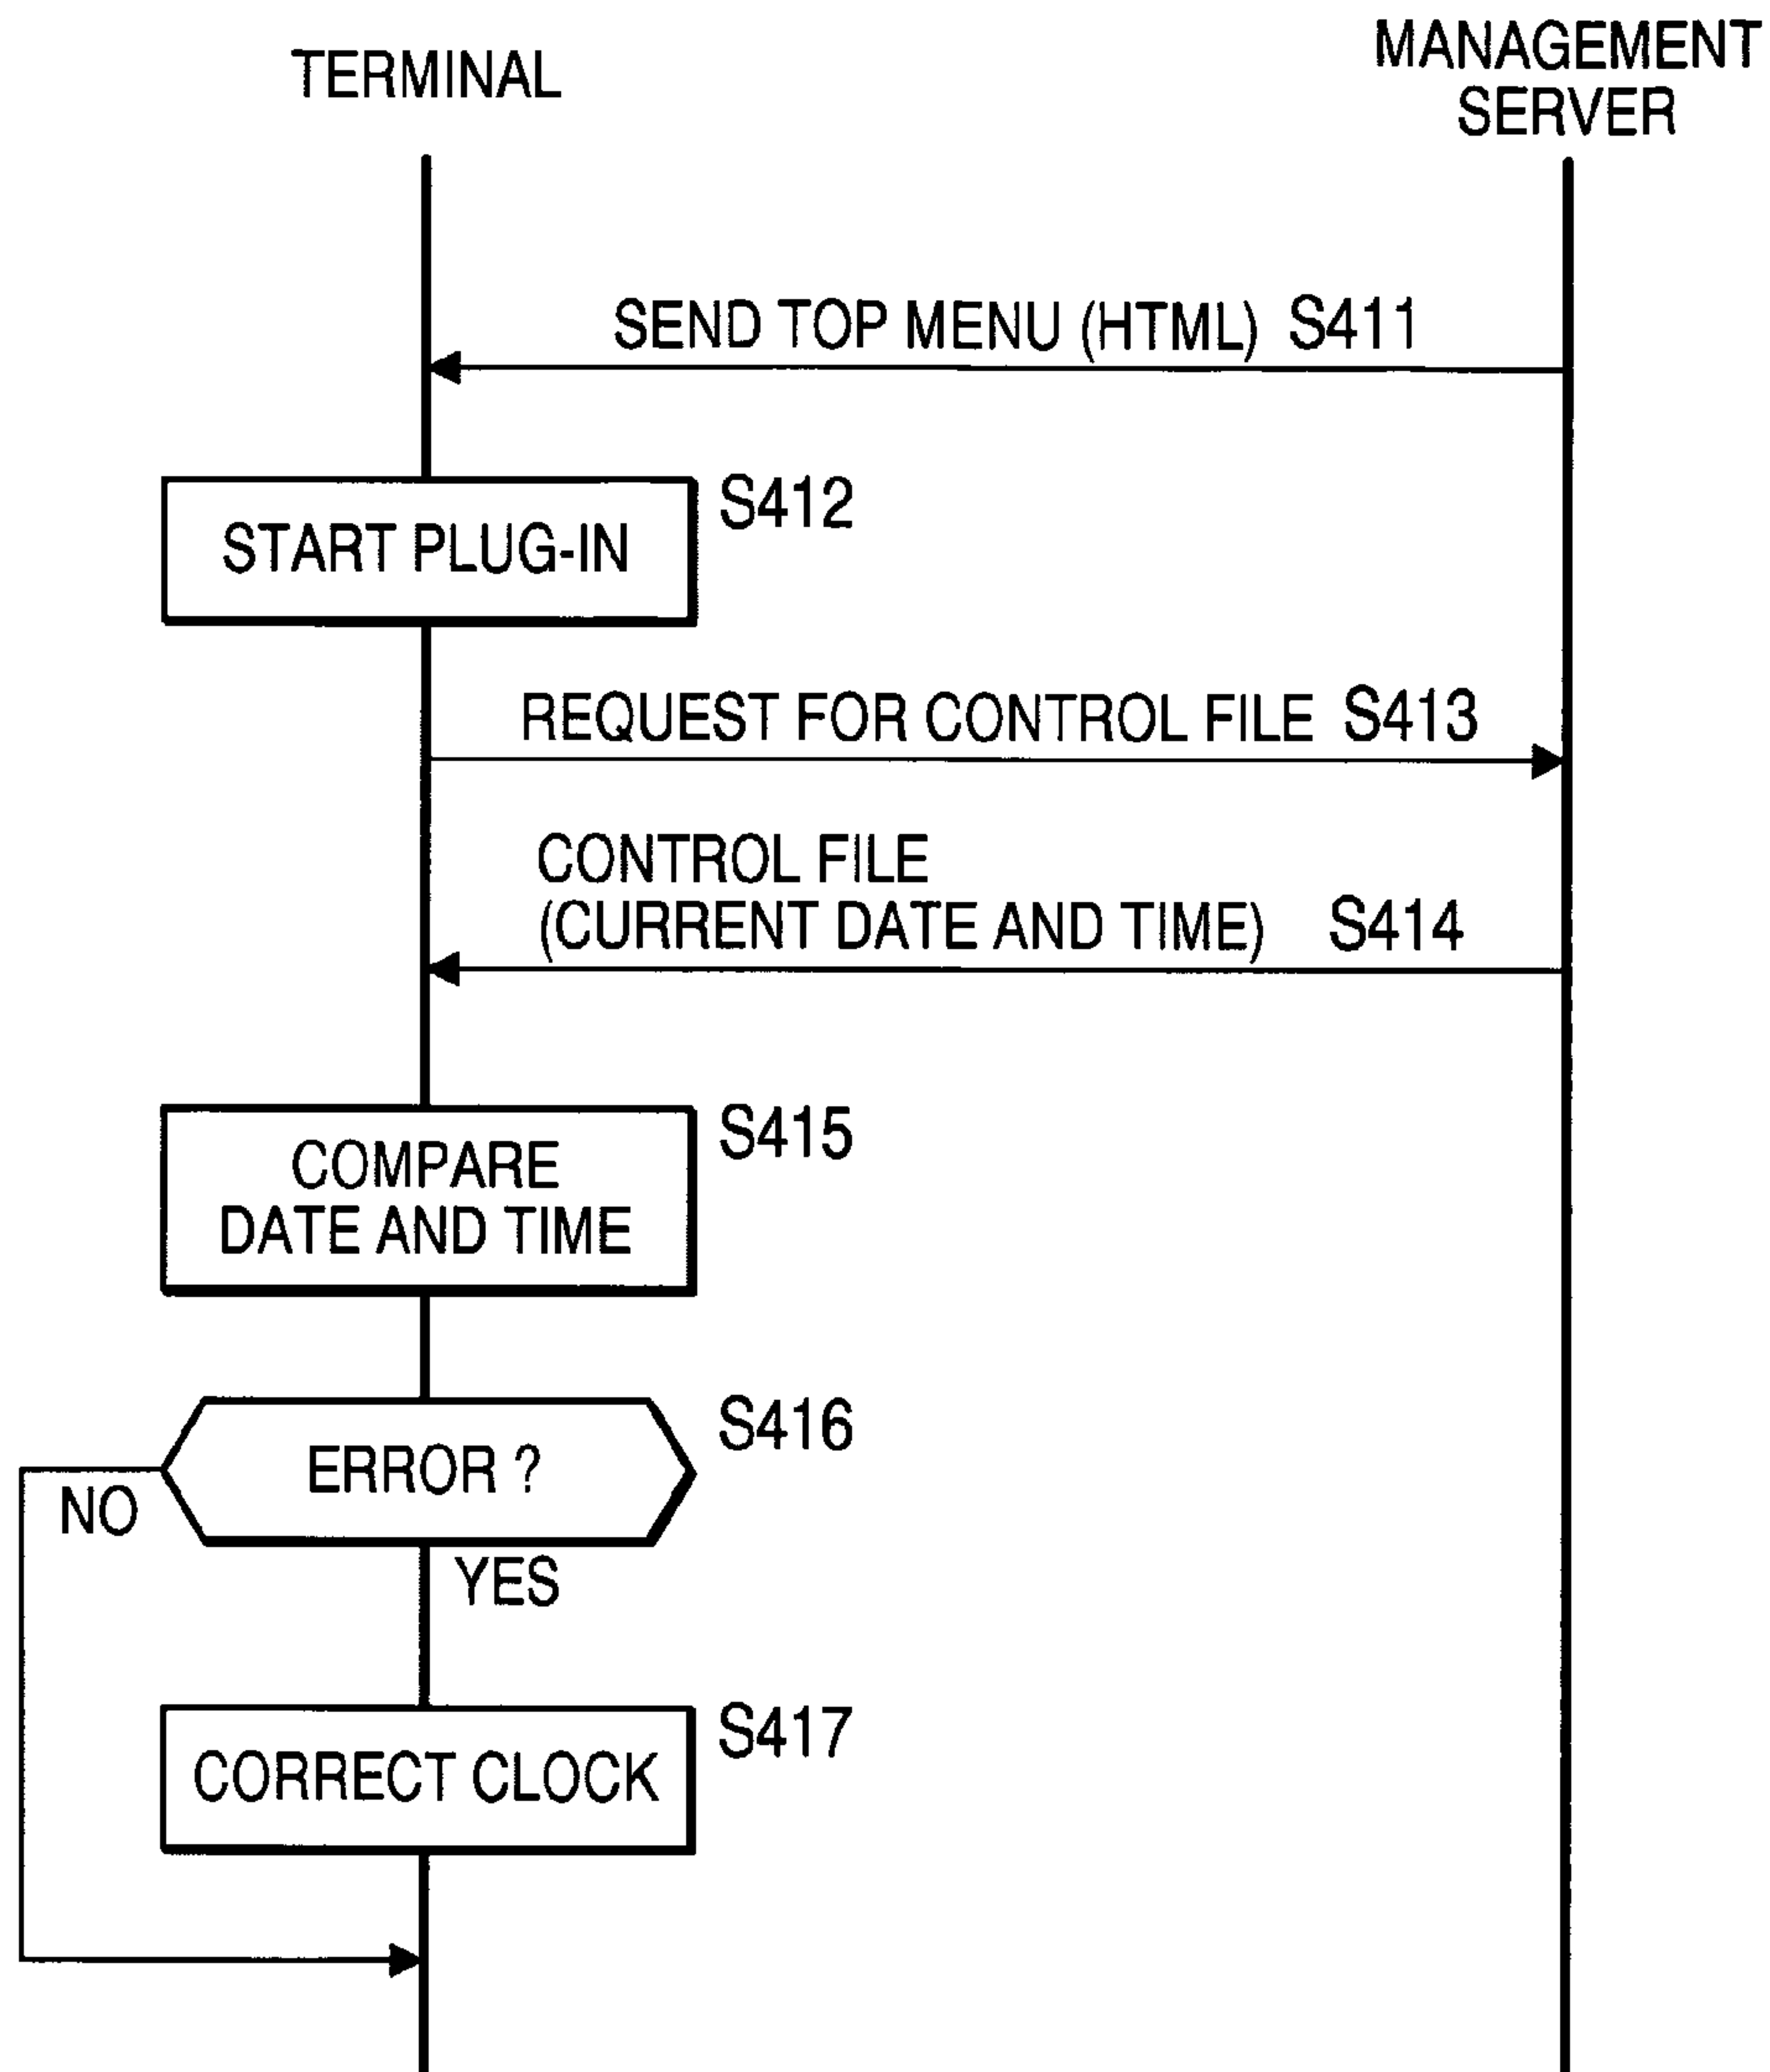 TERMINAL
MANAGEMENT
SERVER
SEND TOP MENU (HTML) S411
START PLUG-IN
S412
REQUEST FOR CONTROL FILE S413
CONTROL FILE
(CURRENT DATE AND TIME) S414
COMPARE
DATE AND TIME
S415
ERROR ?
S416
NO
YES
CORRECT CLOCK
S417